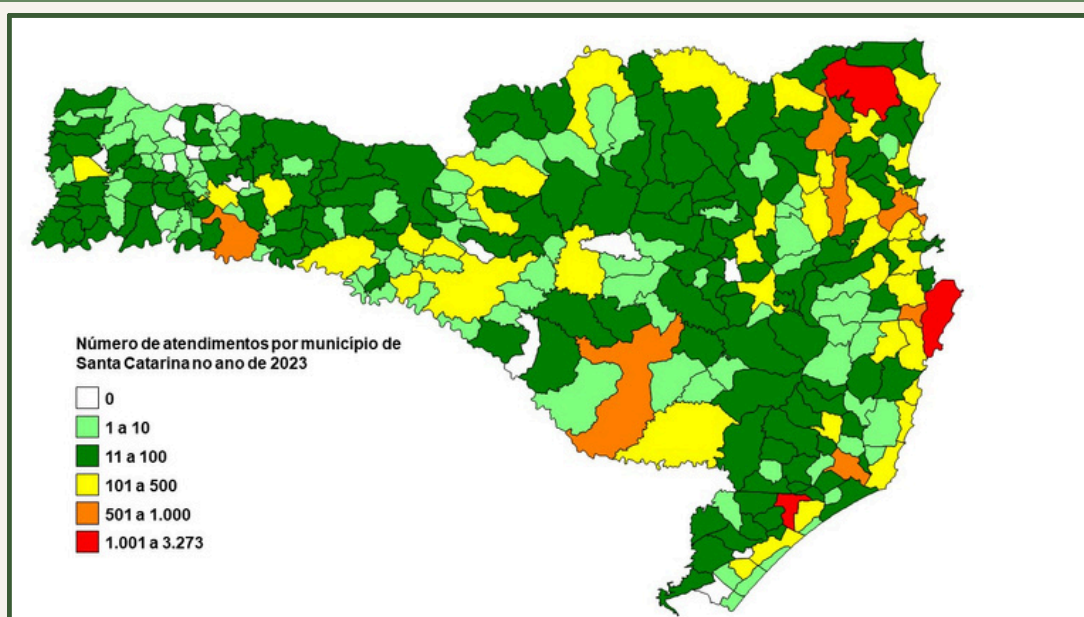 Número de atendimentos por município de
Santa Catarina no ano de 2023
0
1 a 10
11 a 100
101 a 500
501 a 1.000
1.001 a 3.273